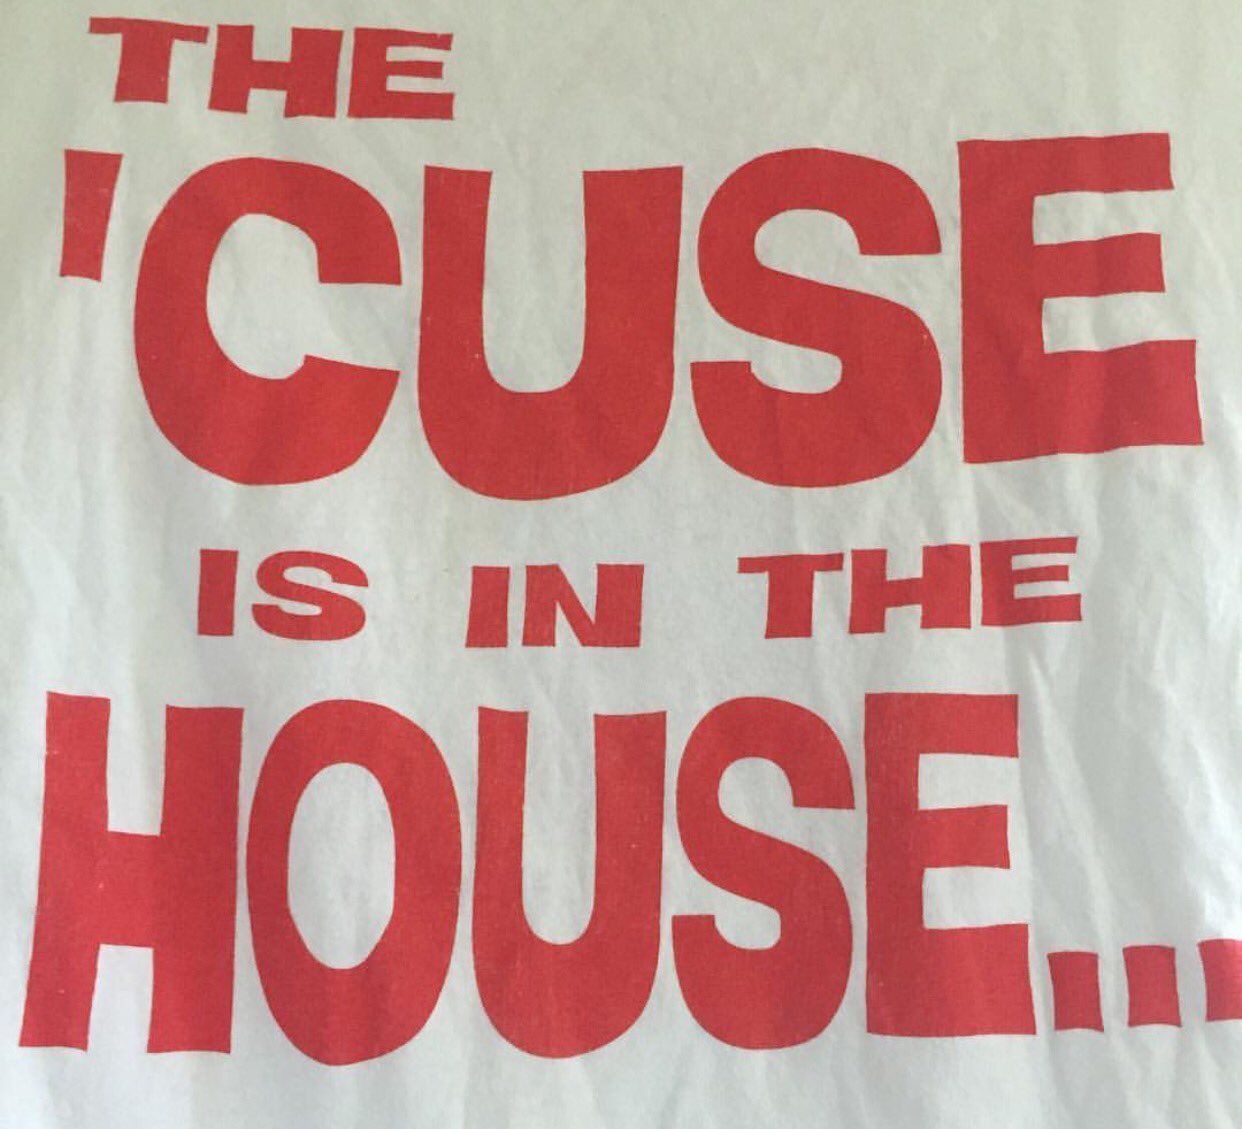 THE
'CUSE
IS IN THE
HOUSE...